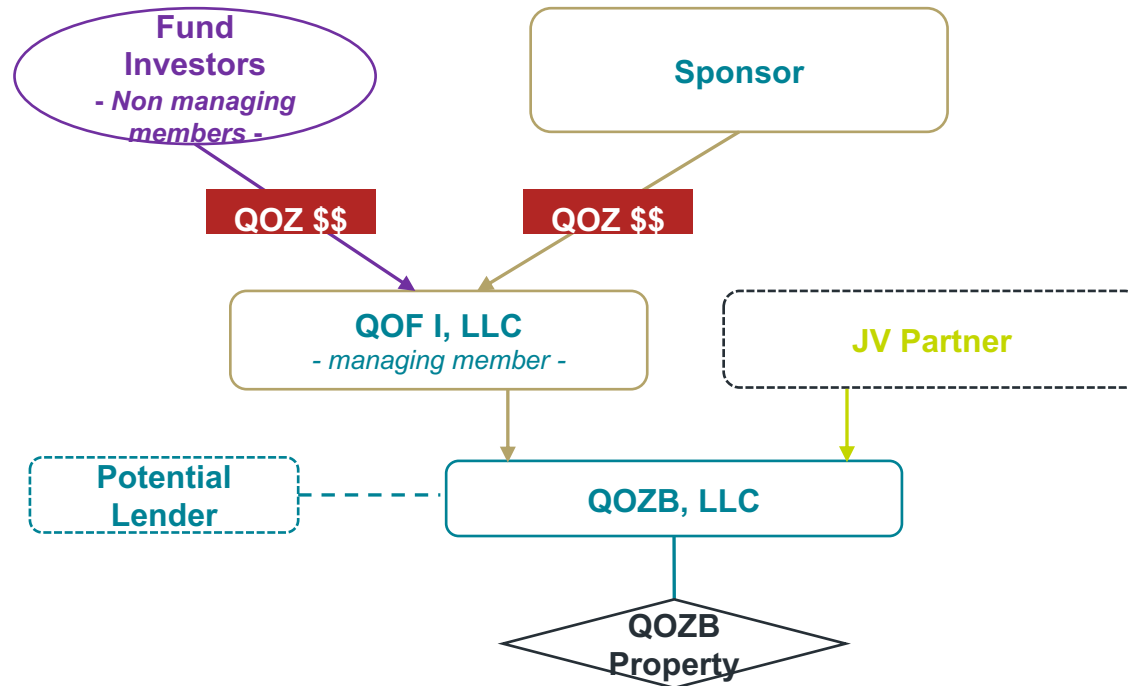 Fund
Investors
- Non managing
members -
Sponsor
QOZ $$
QOZ $$
QOF I, LLC
- managing member -
JV Partner
Potential
Lender
QOZB, LLC
QOZB
Property